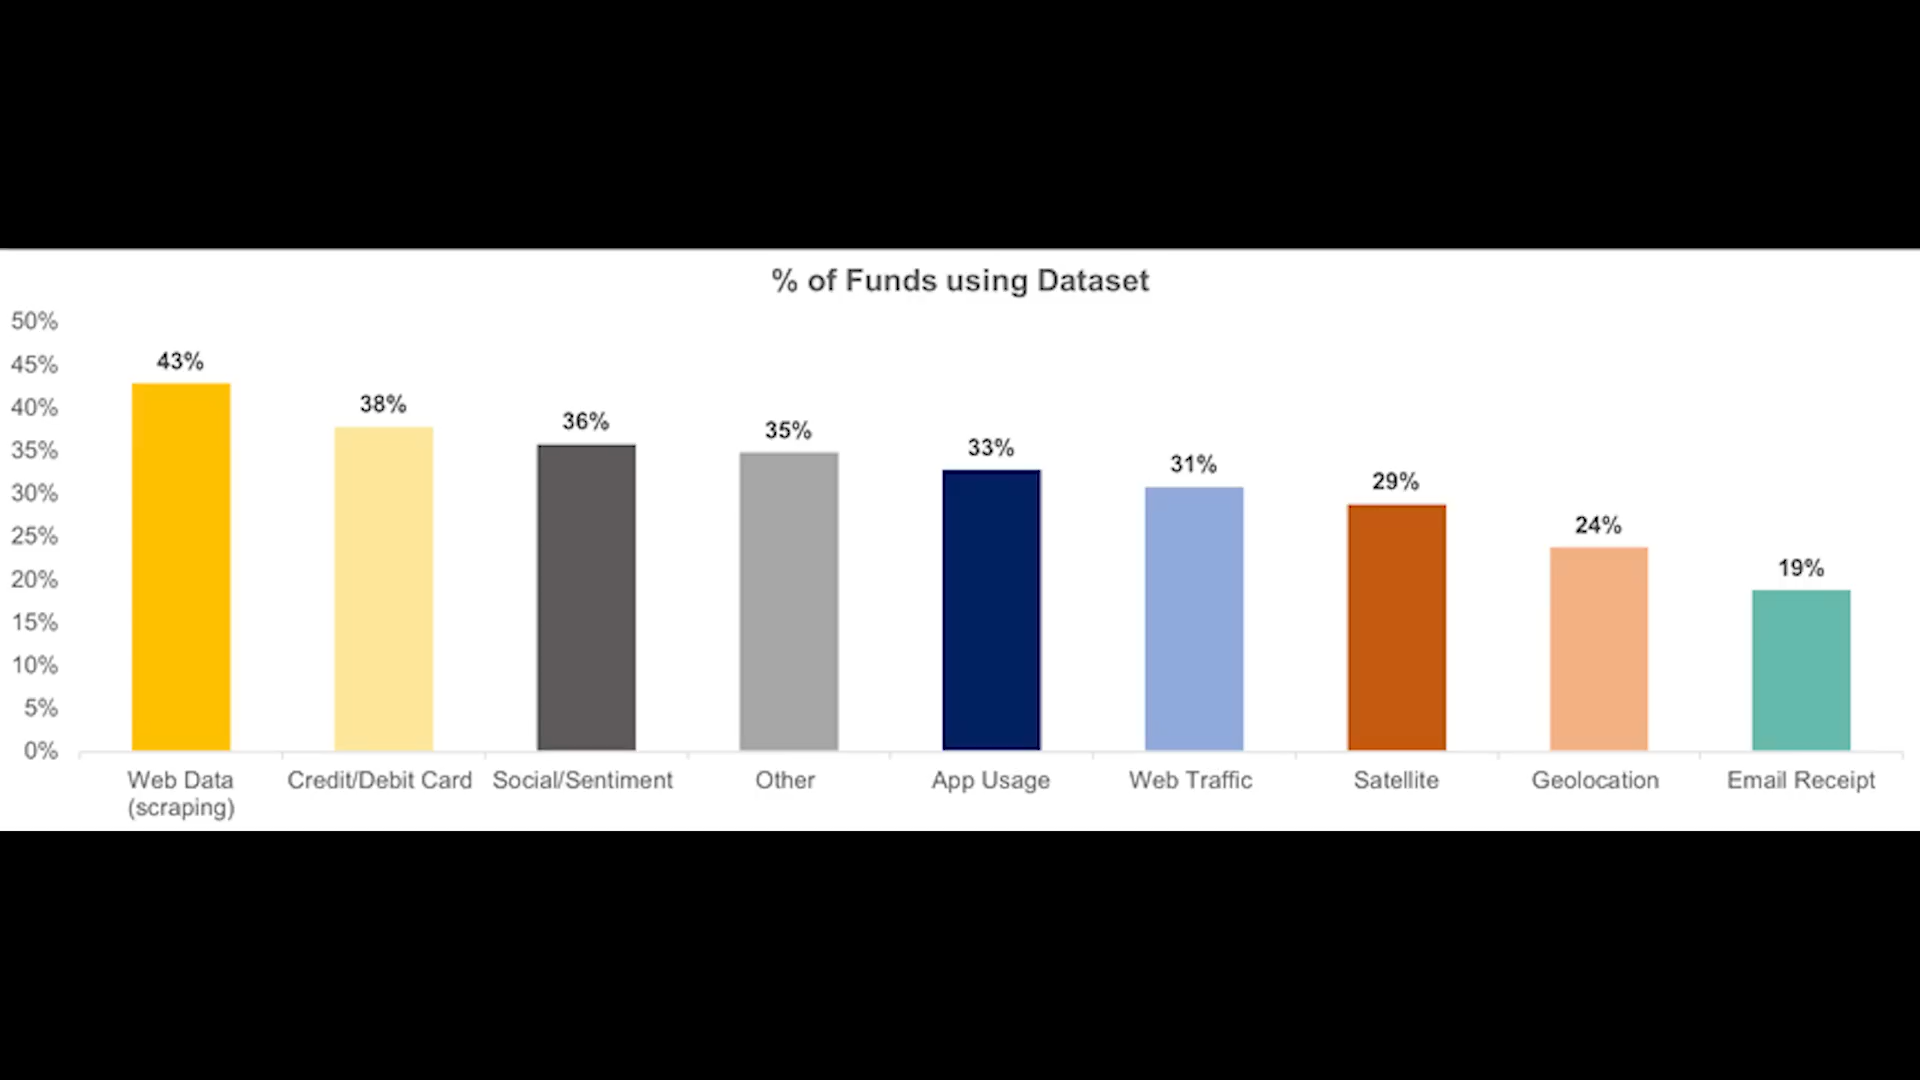 % of Funds using Dataset
50%
45%
40%
35%
30%
25%
20%
15%
10%
5%
0%
43%
38%
36%
35%
33%
31%
29%
24%
19%
Web Data
(scraping)
Credit/Debit Card
Social/Sentiment
Other
App Usage
Web Traffic
Satellite
Geolocation
Email Receipt